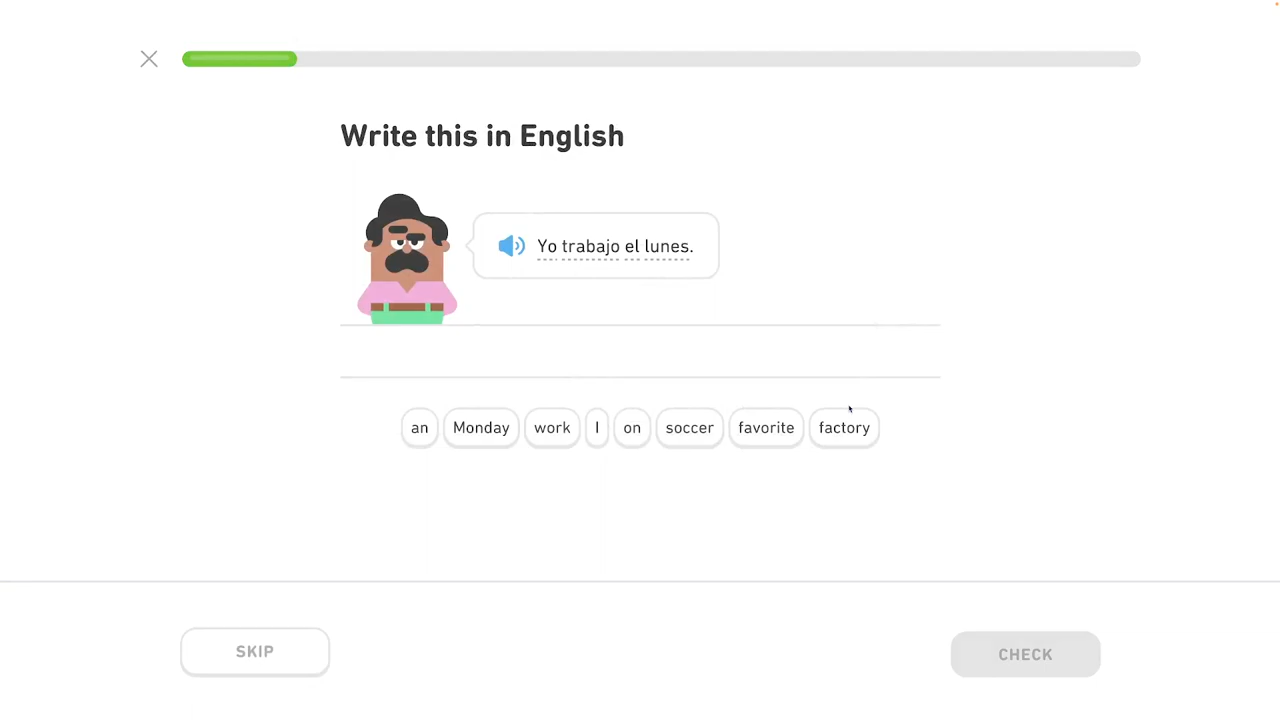 Write this in English
Yo trabajo el lunes.
an Monday work I on soccer favorite factory
SKIP
CHECK